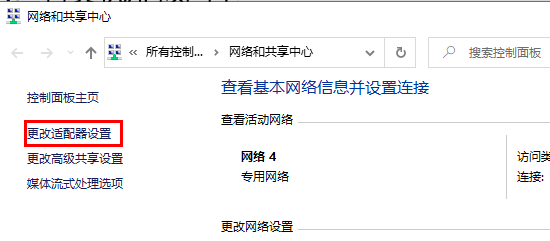 网络和共享中心
« 所有控制... › 网络和共享中心
搜索控制面板
控制面板主页
更改适配器设置
更改高级共享设置
媒体流式处理选项
查看基本网络信息并设置连接
查看活动网络
网络 4
专用网络
访问类
连接:
更改网络设置